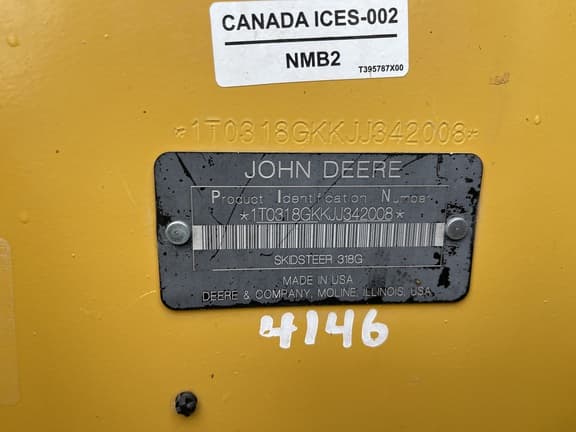 CANADA ICES-002
NMB2
T395787X00
*1T0318GKKJJ342008*
JOHN DEERE
Product Identification Number
*1T0318GKKJJ342008*
SKIDSTEER 318G
MADE IN USA
DEERE & COMPANY, MOLINE, ILLINOIS, USA
4146